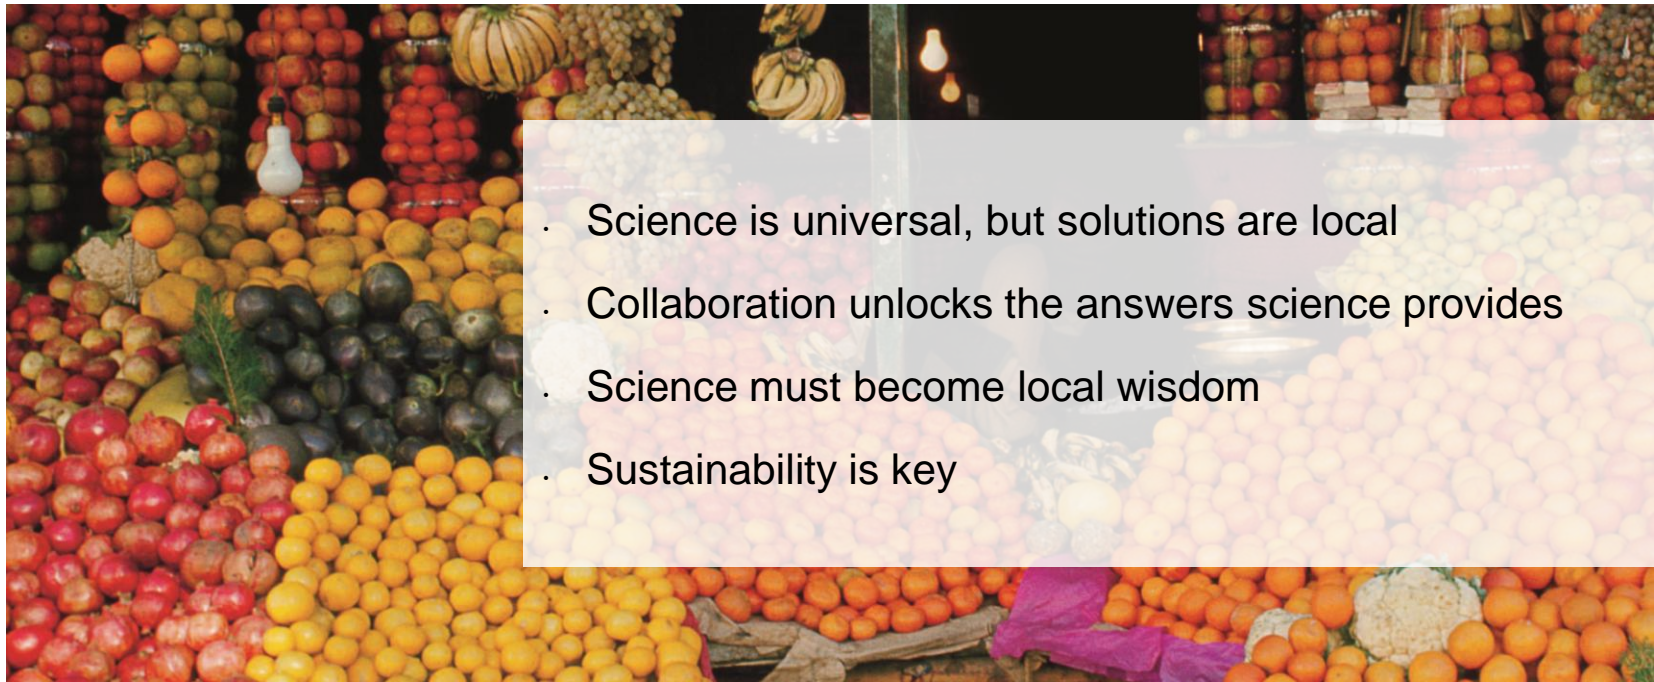 . Science is universal, but solutions are local
. Collaboration unlocks the answers science provides
. Science must become local wisdom
. Sustainability is key